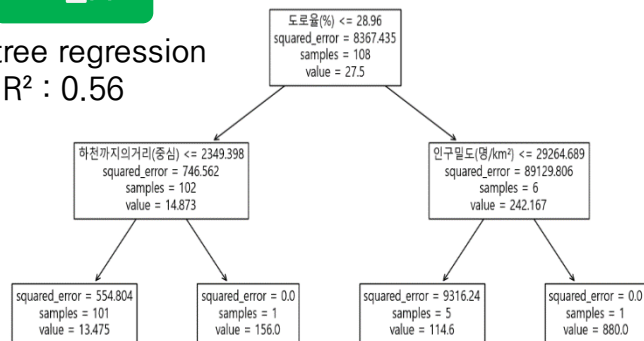 tree regression
R² : 0.56
도로율(%) <= 28.96
squared_error = 8367.435
samples = 108
value = 27.5
하천까지의거리(중심) <= 2349.398
squared_error = 746.562
samples = 102
value = 14.873
인구밀도(명/km²) <= 29264.689
squared_error = 89129.806
samples = 6
value = 242.167
squared_error = 554.804
samples = 101
value = 13.475
squared_error = 0.0
samples = 1
value = 156.0
squared_error = 9316.24
samples = 5
value = 114.6
squared_error = 0.0
samples = 1
value = 880.0